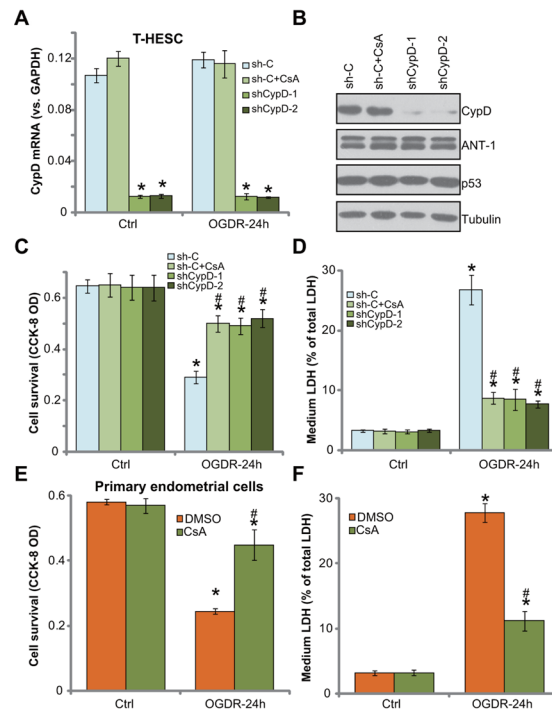 A
T-HESC
CypD mRNA (vs. GAPDH)
0.12
0.08
0.04
0
sh-C
sh-C+CsA
shCypD-1
shCypD-2
* *
* *
Ctrl
OGDR-24h
B
sh-C
sh-C+CsA
shCypD-1
shCypD-2
CypD
ANT-1
p53
Tubulin
C
Cell survival (CCK-8 OD)
0.6
0.4
0.2
0
sh-C
sh-C+CsA
shCypD-1
shCypD-2
# # #
* * * *
Ctrl
OGDR-24h
D
Medium LDH (% of total LDH)
30
20
10
0
sh-C
sh-C+CsA
shCypD-1
shCypD-2
*
# # #
* * *
Ctrl
OGDR-24h
E
Primary endometrial cells
Cell survival (CCK-8 OD)
0.6
0.4
0.2
0
DMSO
CsA
#
* *
Ctrl
OGDR-24h
F
Medium LDH (% of total LDH)
30
20
10
0
DMSO
CsA
*
#
*
Ctrl
OGDR-24h